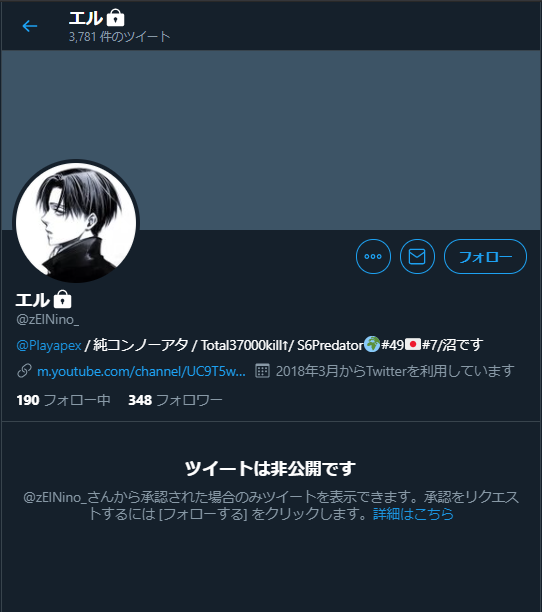 エル
3,781 件のツイート
フォロー
エル
@zElNino_
@Playapex / 純コンノーアタ / Total37000kill↑/ S6Predator🌍#49🇯🇵#7/沼です
m.youtube.com/channel/UC9T5w... 2018年3月からTwitterを利用しています
190 フォロー中 348 フォロワー
ツイートは非公開です
@zElNino_さんから承認された場合のみツイートを表示できます。承認をリクエス
トするには [フォローする] をクリックします。詳細はこちら